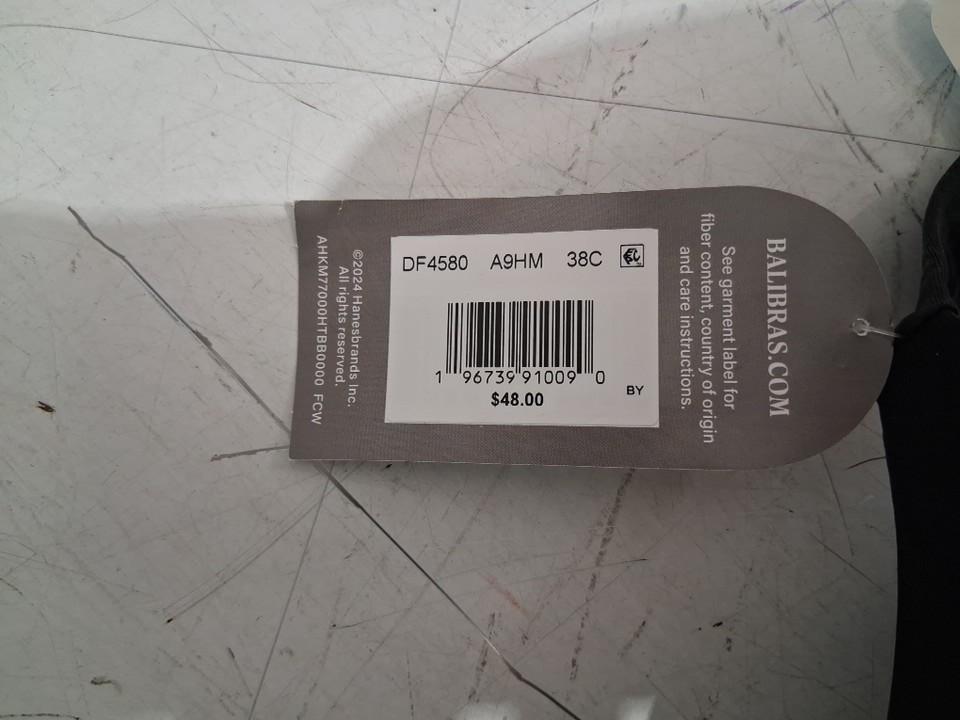 BALIBRAS.COM
See garment label for
fiber content, country of origin
and care instructions.
DF4580 A9HM 38C
1 96739 91009 0
$48.00
BY
©2024 Hanesbrands Inc.
All rights reserved.
AHKM77000HTBB0000 FCW